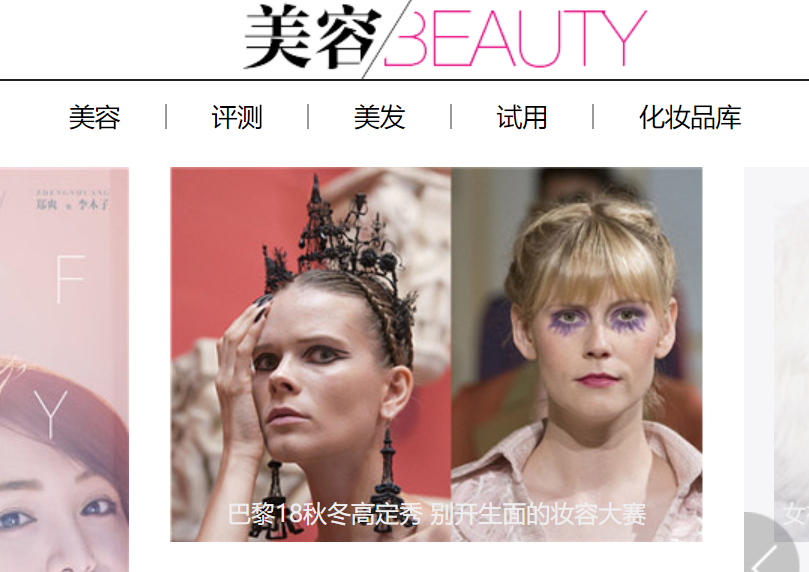 美容/BEAUTY
美容 | 评测 | 美发 | 试用 | 化妆品库
ZHENGSHUANG
郑爽 李木子
F
Y
巴黎18秋冬高定秀 别开生面的妆容大赛
女